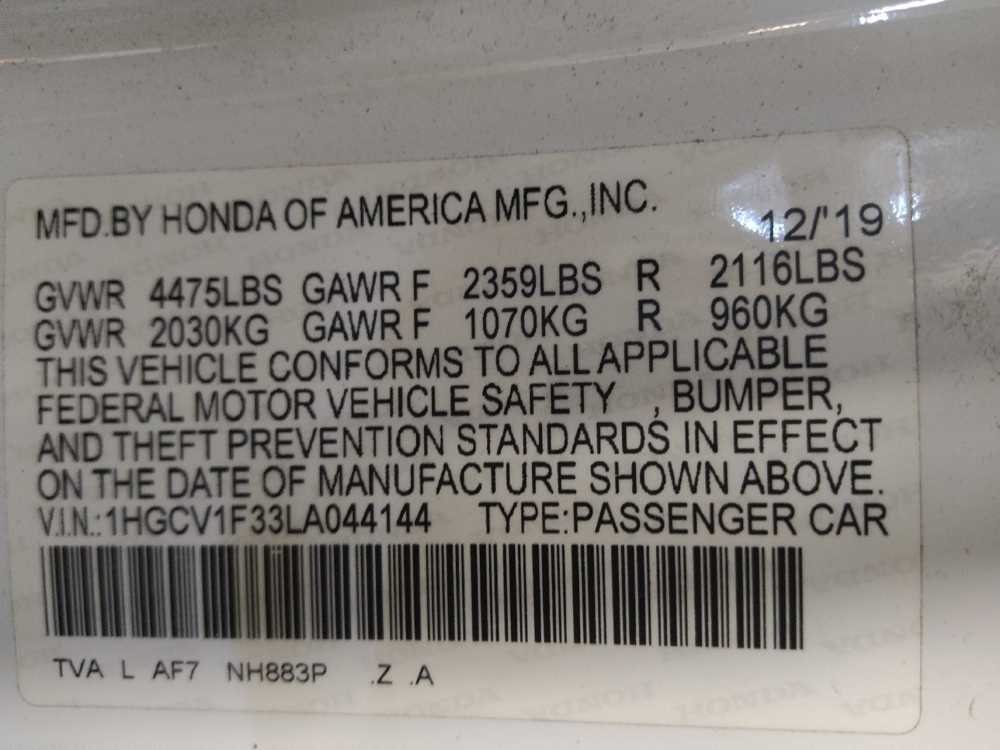 MFD.BY HONDA OF AMERICA MFG.,INC.
12/'19
GVWR 4475LBS GAWR F 2359LBS R 2116LBS
GVWR 2030KG GAWR F 1070KG R 960KG
THIS VEHICLE CONFORMS TO ALL APPLICABLE
FEDERAL MOTOR VEHICLE SAFETY , BUMPER,
AND THEFT PREVENTION STANDARDS IN EFFECT
ON THE DATE OF MANUFACTURE SHOWN ABOVE.
V.I.N.:1HGCV1F33LA044144 TYPE:PASSENGER CAR
TVA L AF7 NH883P .Z .A